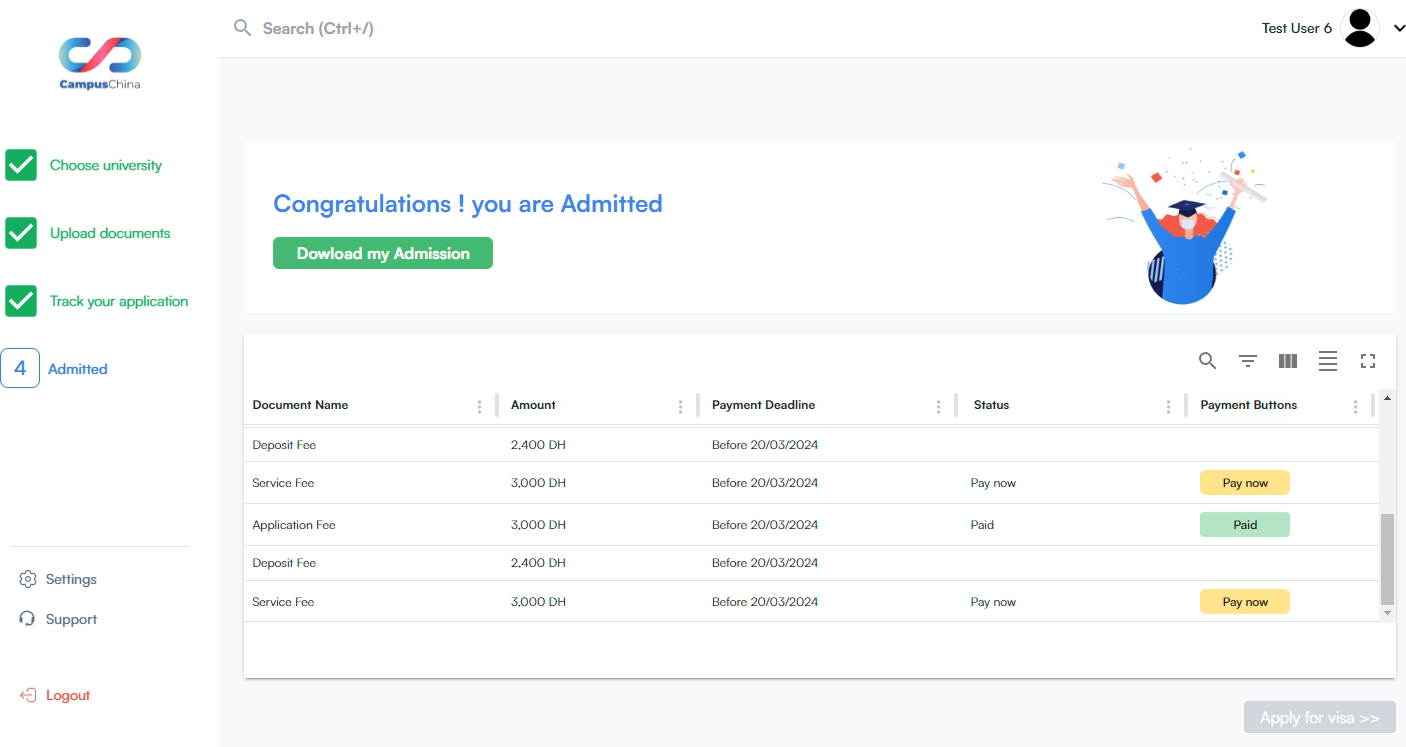 CampusChina
Search (Ctrl+/)
Test User 6
Choose university
Upload documents
Track your application
4 Admitted
Settings
Support
Logout
Congratulations ! you are Admitted
Dowload my Admission
Document Name Amount Payment Deadline Status Payment Buttons
Deposit Fee 2,400 DH Before 20/03/2024
Service Fee 3,000 DH Before 20/03/2024 Pay now Pay now
Application Fee 3,000 DH Before 20/03/2024 Paid Paid
Deposit Fee 2,400 DH Before 20/03/2024
Service Fee 3,000 DH Before 20/03/2024 Pay now Pay now
Apply for visa >>